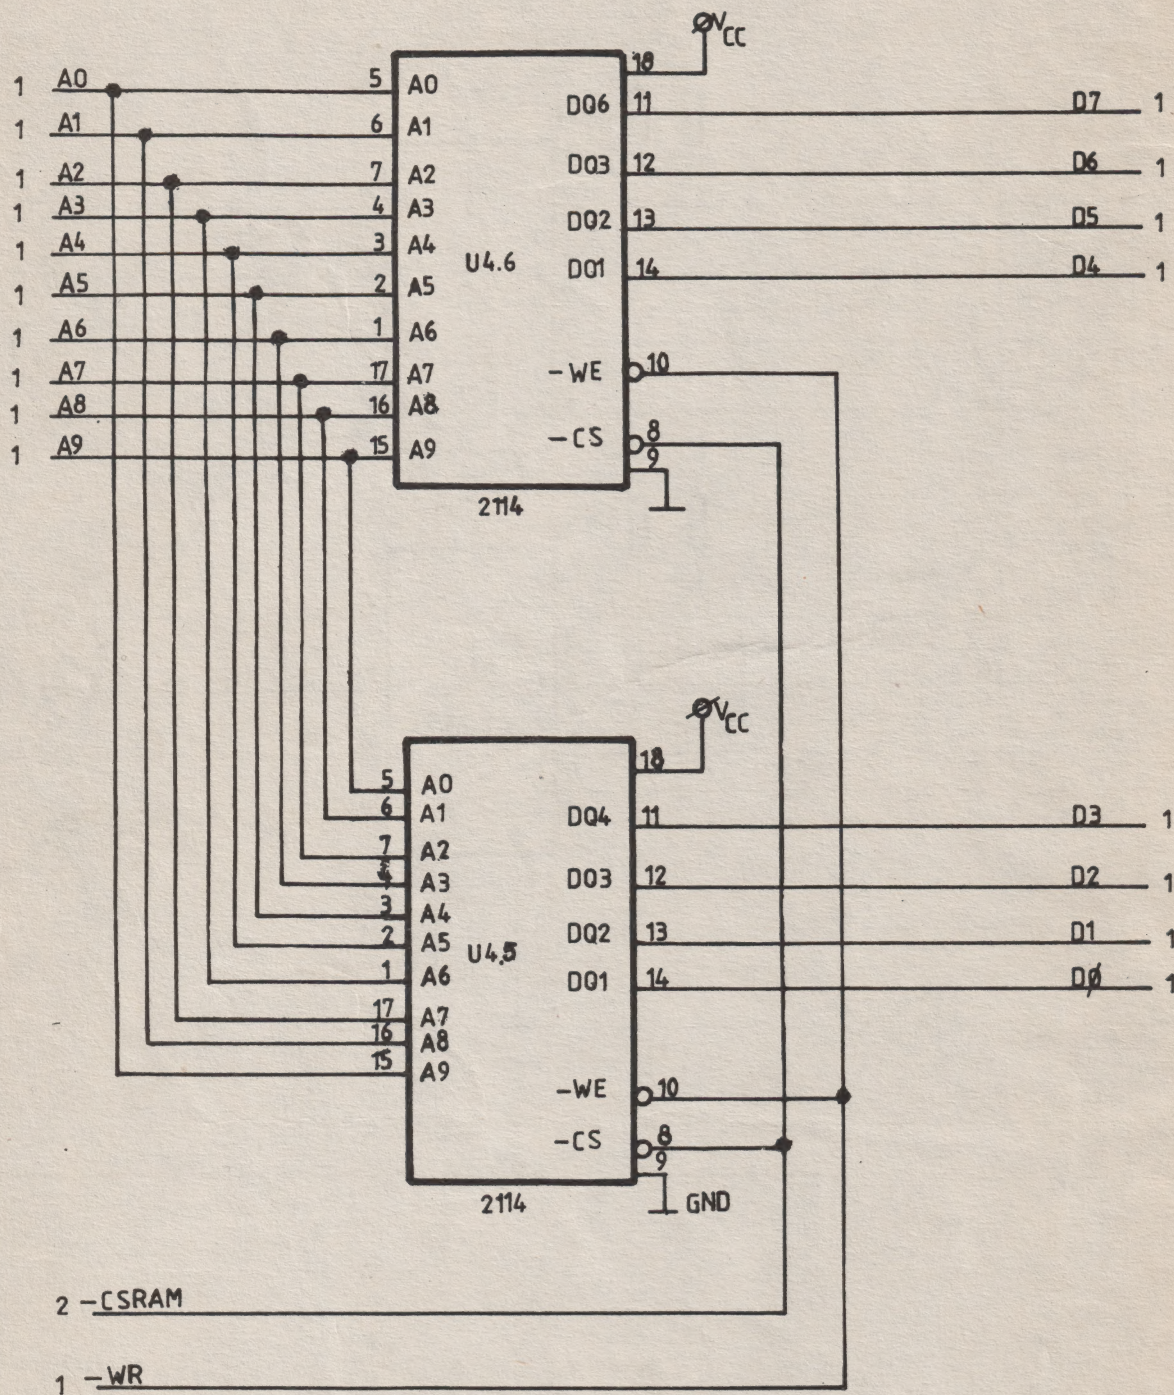 VCC
18
1 A0 5 A0 DQ6 11 D7 1
1 A1 6 A1
1 A2 7 A2 DQ3 12 D6 1
1 A3 4 A3 DQ2 13 D5 1
1 A4 3 A4
U4.6 DQ1 14 D4 1
1 A5 2 A5
1 A6 1 A6
1 A7 17 A7 -WE 10
1 A8 16 A8
1 A9 15 A9 -CS 8
9
2114
VCC
18
5 A0
6 A1 DQ4 11 D3 1
7 A2
4 A3 DQ3 12 D2 1
3 A4
2 A5 U4.5 DQ2 13 D1 1
1 A6 DQ1 14 DØ 1
17 A7
16 A8
15 A9
-WE 10
-CS 8
9
2114 GND
2 -CSRAM
1 -WR